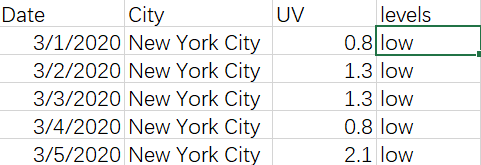 Date City UV levels
3/1/2020 New York City 0.8 low
3/2/2020 New York City 1.3 low
3/3/2020 New York City 1.3 low
3/4/2020 New York City 0.8 low
3/5/2020 New York City 2.1 low